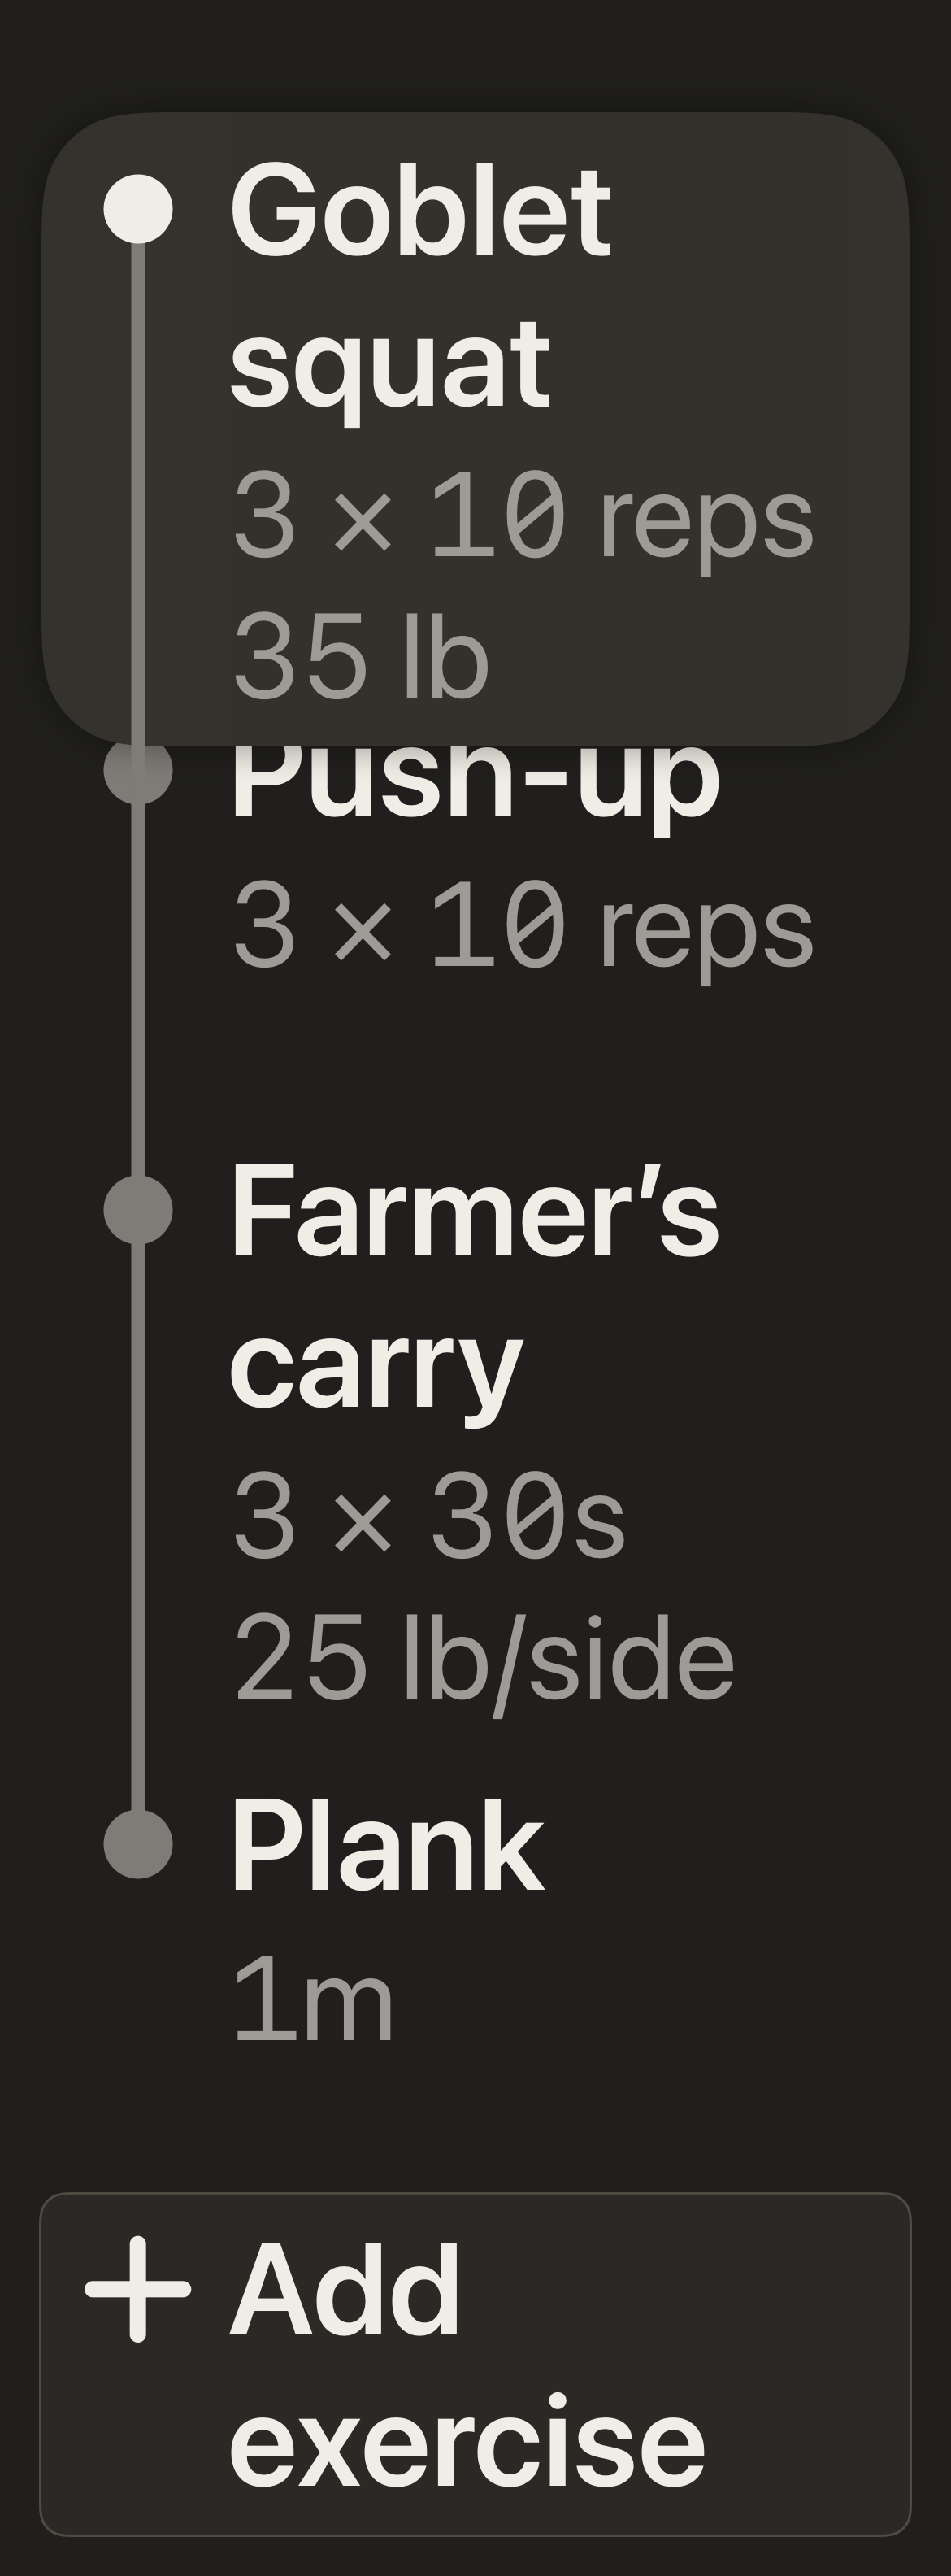 Goblet
squat
3 × 10 reps
35 lb
Push-up
3 × 10 reps
Farmer’s
carry
3 × 30s
25 lb/side
Plank
1m
Add
exercise